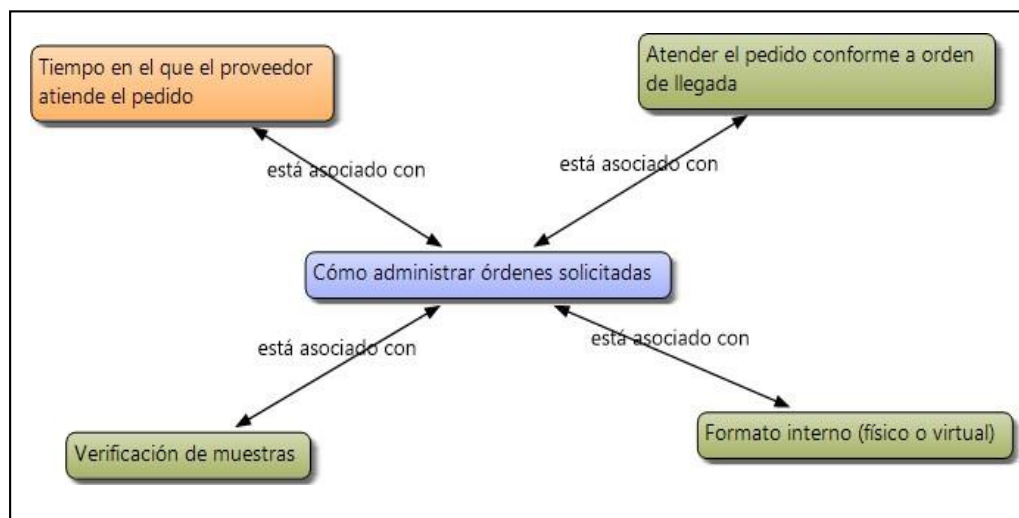 Tiempo en el que el proveedor
atiende el pedido
Atender el pedido conforme a orden
de llegada
está asociado con
está asociado con
Cómo administrar órdenes solicitadas
está asociado con
está asociado con
Verificación de muestras
Formato interno (físico o virtual)